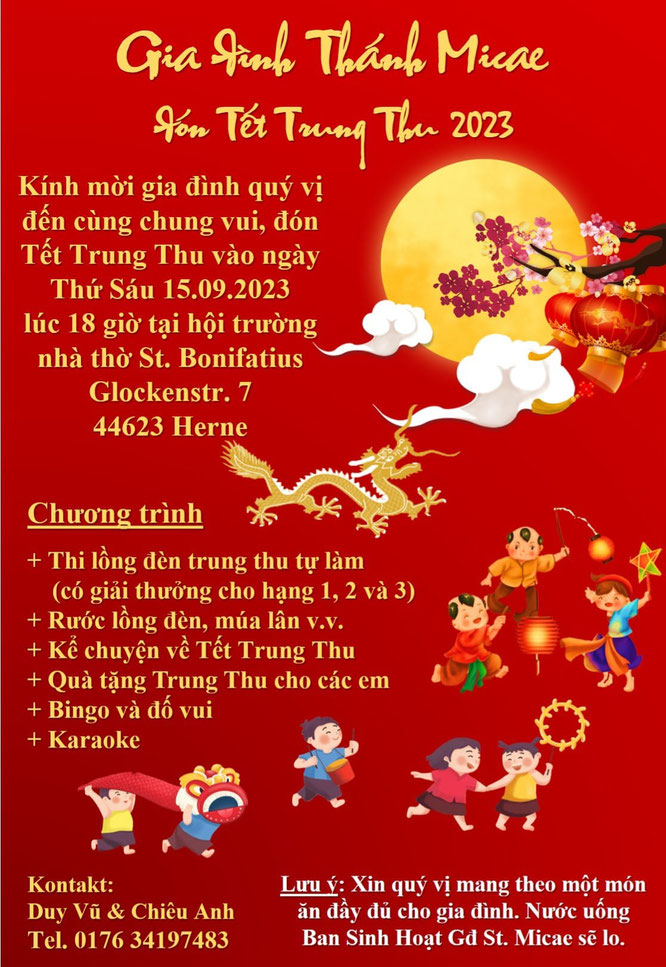 Gia đình Thánh Micae
đón Tết Trung Thu 2023
Kính mời gia đình quý vị
đến cùng chung vui, đón
Tết Trung Thu vào ngày
Thứ Sáu 15.09.2023
lúc 18 giờ tại hội trường
nhà thờ St. Bonifatius
Glockenstr. 7
44623 Herne
Chương trình
+ Thi lồng đèn trung thu tự làm
(có giải thưởng cho hạng 1, 2 và 3)
+ Rước lồng đèn, múa lân v.v.
+ Kể chuyện về Tết Trung Thu
+ Quà tặng Trung Thu cho các em
+ Bingo và đố vui
+ Karaoke
Kontakt:
Duy Vũ & Chiêu Anh
Tel. 0176 34197483
Lưu ý: Xin quý vị mang theo một món
ăn đầy đủ cho gia đình. Nước uống
Ban Sinh Hoạt Gđ St. Micae sẽ lo.